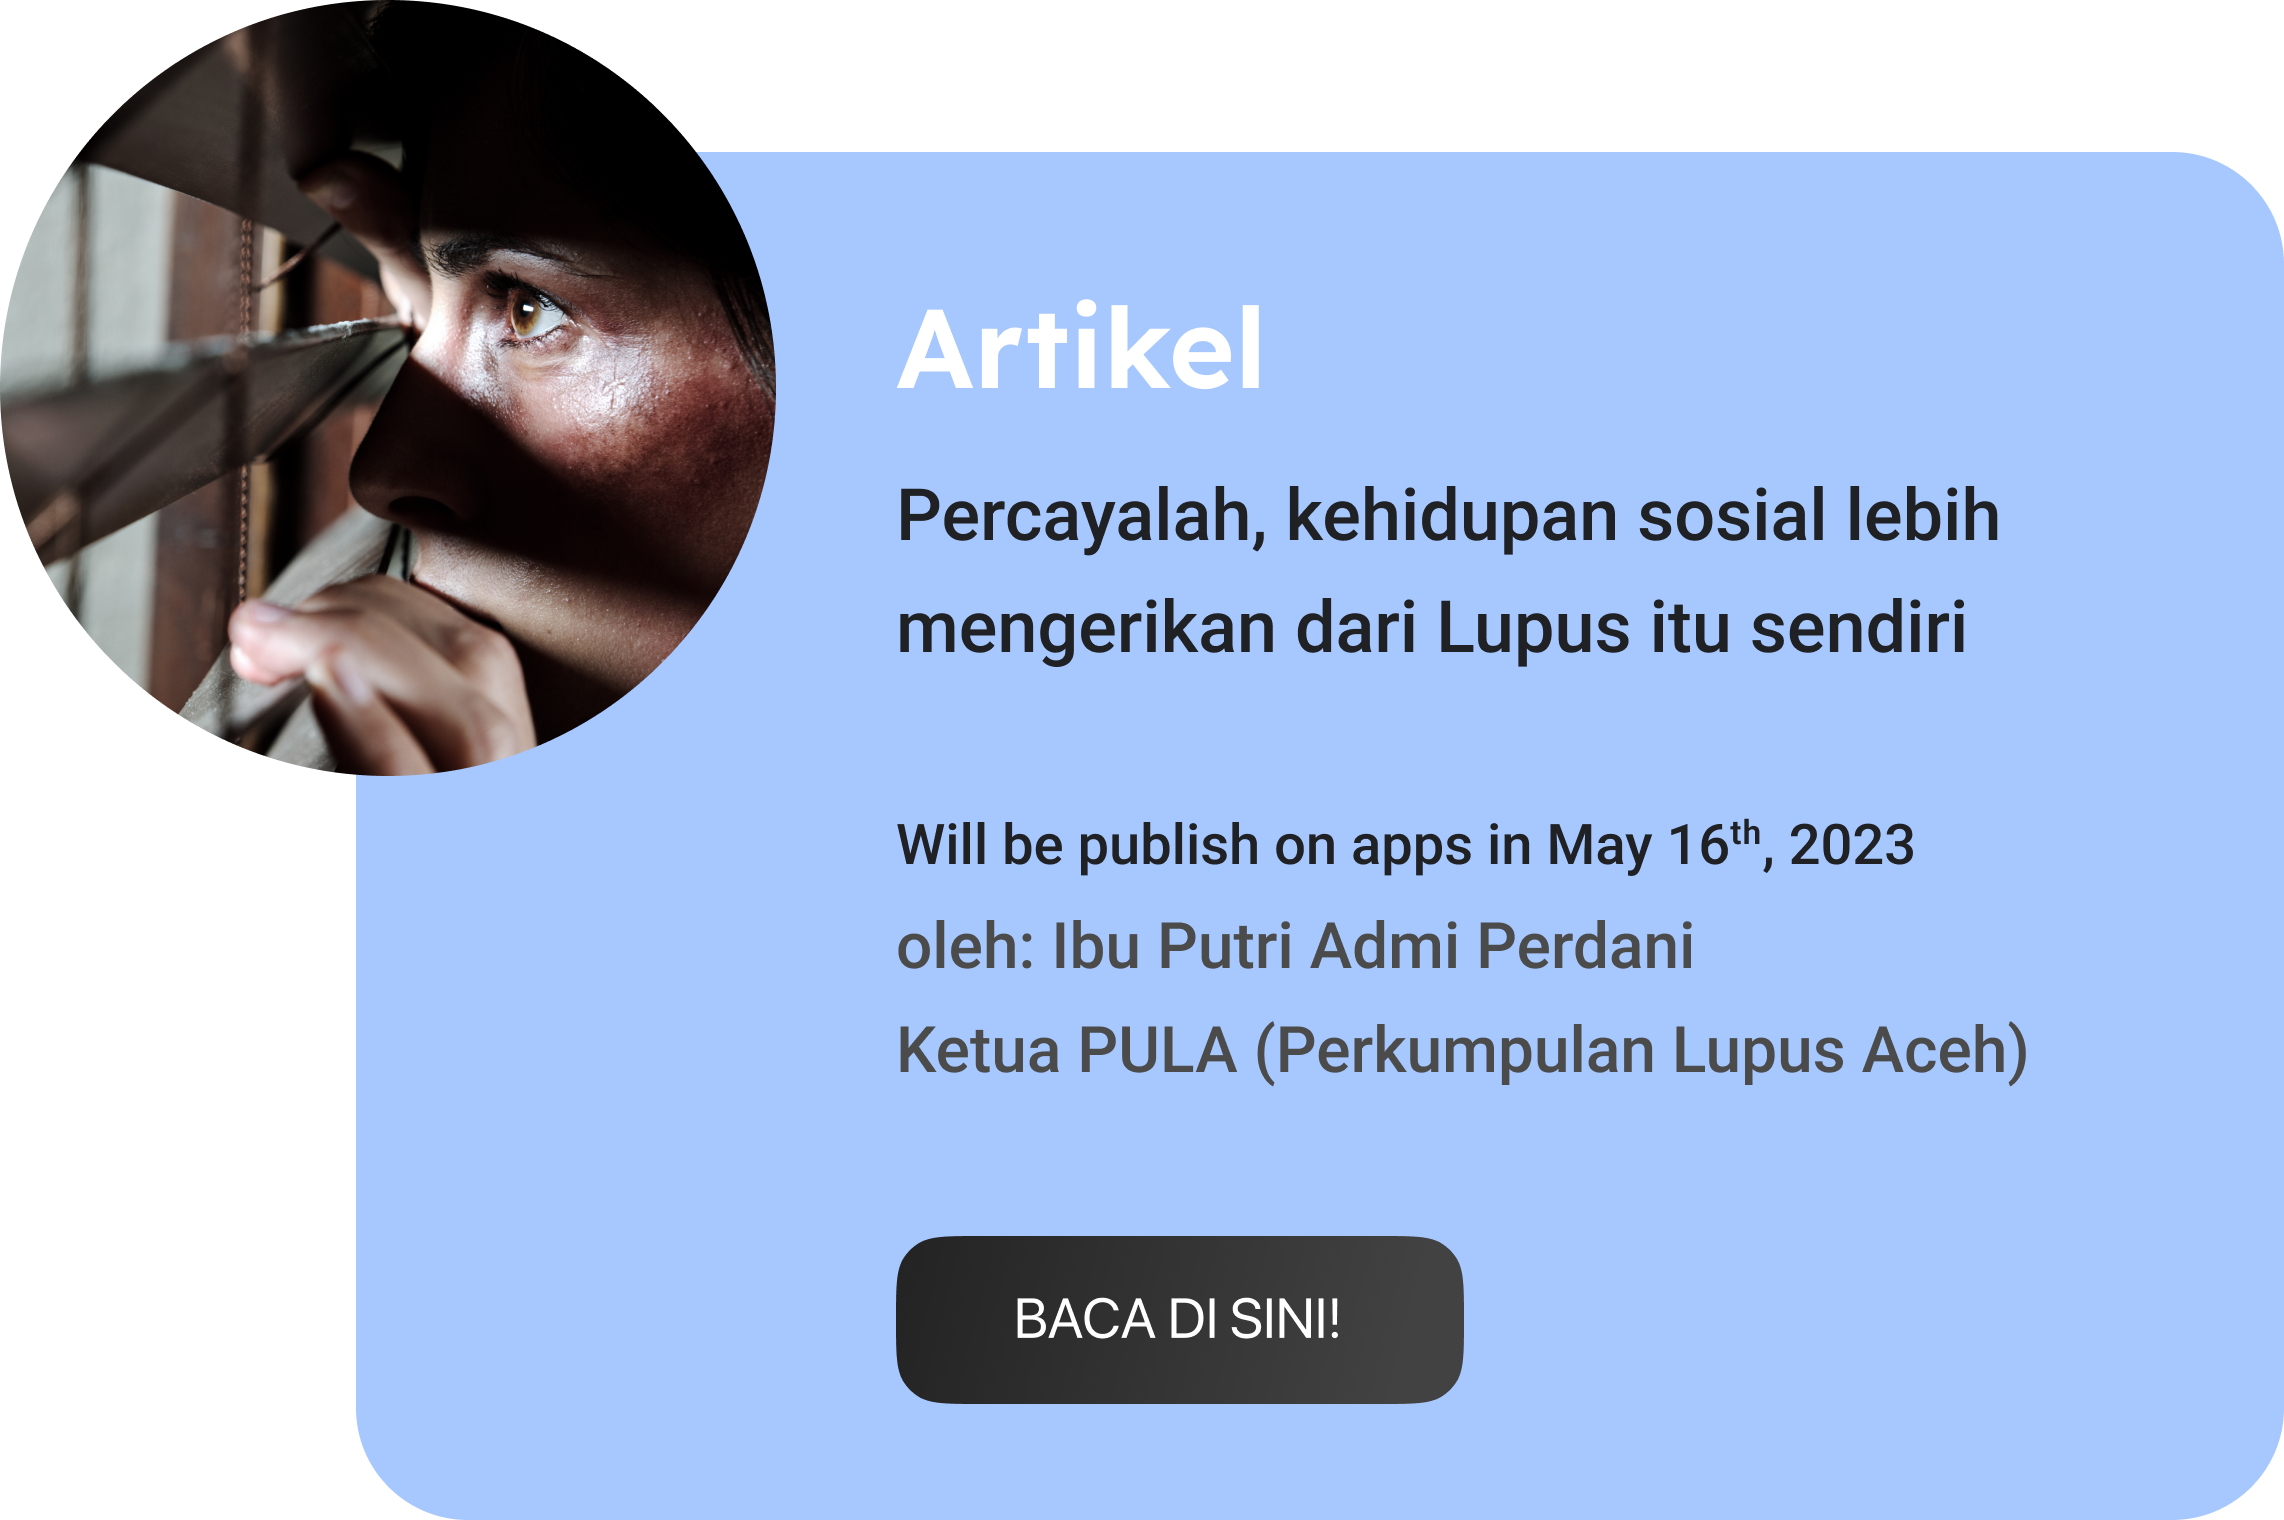 Artikel
Percayalah, kehidupan sosial lebih
mengerikan dari Lupus itu sendiri
Will be publish on apps in May 16th, 2023
oleh: Ibu Putri Admi Perdani
Ketua PULA (Perkumpulan Lupus Aceh)
BACA DI SINI!